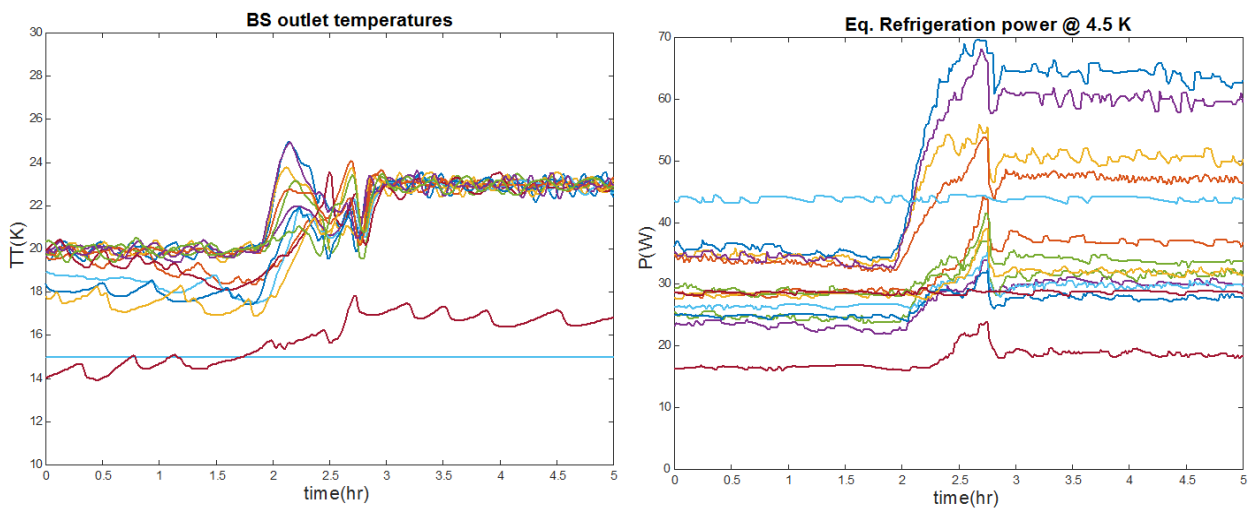 BS outlet temperatures
30
28
26
24
22
20
18
16
14
12
10
TT(K)
0 0.5 1 1.5 2 2.5 3 3.5 4 4.5 5
time(hr)
Eq. Refrigeration power @ 4.5 K
70
60
50
40
30
20
10
0
P(W)
0 0.5 1 1.5 2 2.5 3 3.5 4 4.5 5
time(hr)